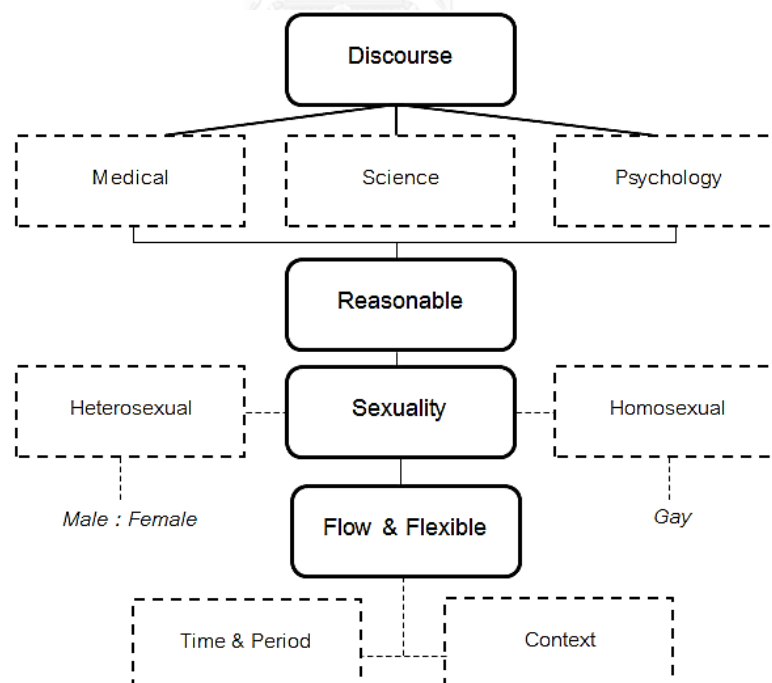 Discourse
Medical
Science
Psychology
Reasonable
Heterosexual
Sexuality
Homosexual
Male : Female
Flow & Flexible
Gay
Time & Period
Context